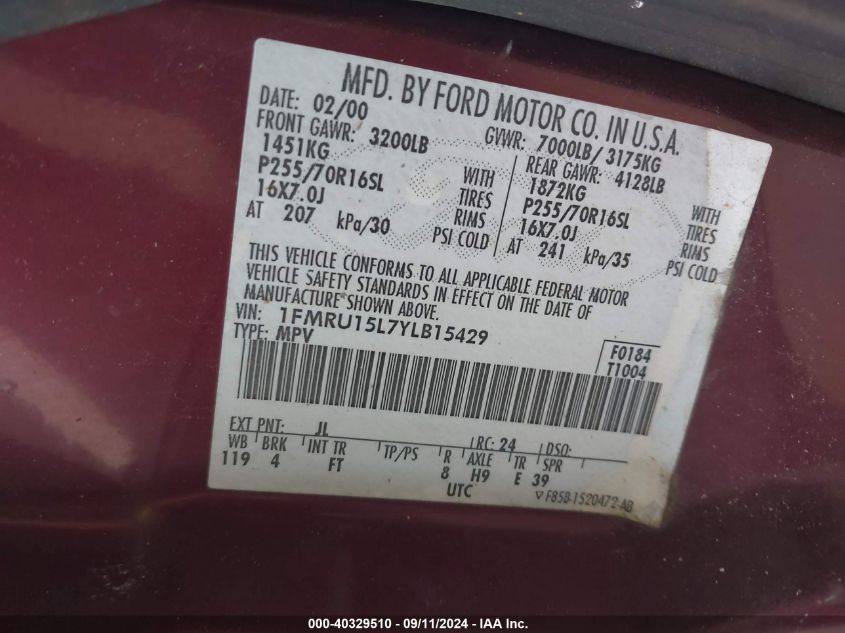 MFD. BY FORD MOTOR CO. IN U.S.A.
DATE: 02/00 GVWR: 7000LB/ 3175KG
FRONT GAWR: 3200LB REAR GAWR: 4128LB
1451KG WITH 1872KG WITH
P255/70R16SL TIRES P255/70R16SL TIRES
16X7.0J RIMS 16X7.0J RIMS
AT 207 kPa/30 PSI COLD AT 241 kPa/35 PSI COLD
THIS VEHICLE CONFORMS TO ALL APPLICABLE FEDERAL MOTOR
VEHICLE SAFETY STANDARDS IN EFFECT ON THE DATE OF
MANUFACTURE SHOWN ABOVE.
VIN: 1FMRU15L7YLB15429
TYPE: MPV
F0184
T1004
EXT PNT: JL RC: 24 DSO:
WB BRK INT TR TP/PS R AXLE TR SPR
119 4 FT 8 H9 E 39
UTC
F85B-1520472-AB
000-40329510 - 09/11/2024 - IAA Inc.